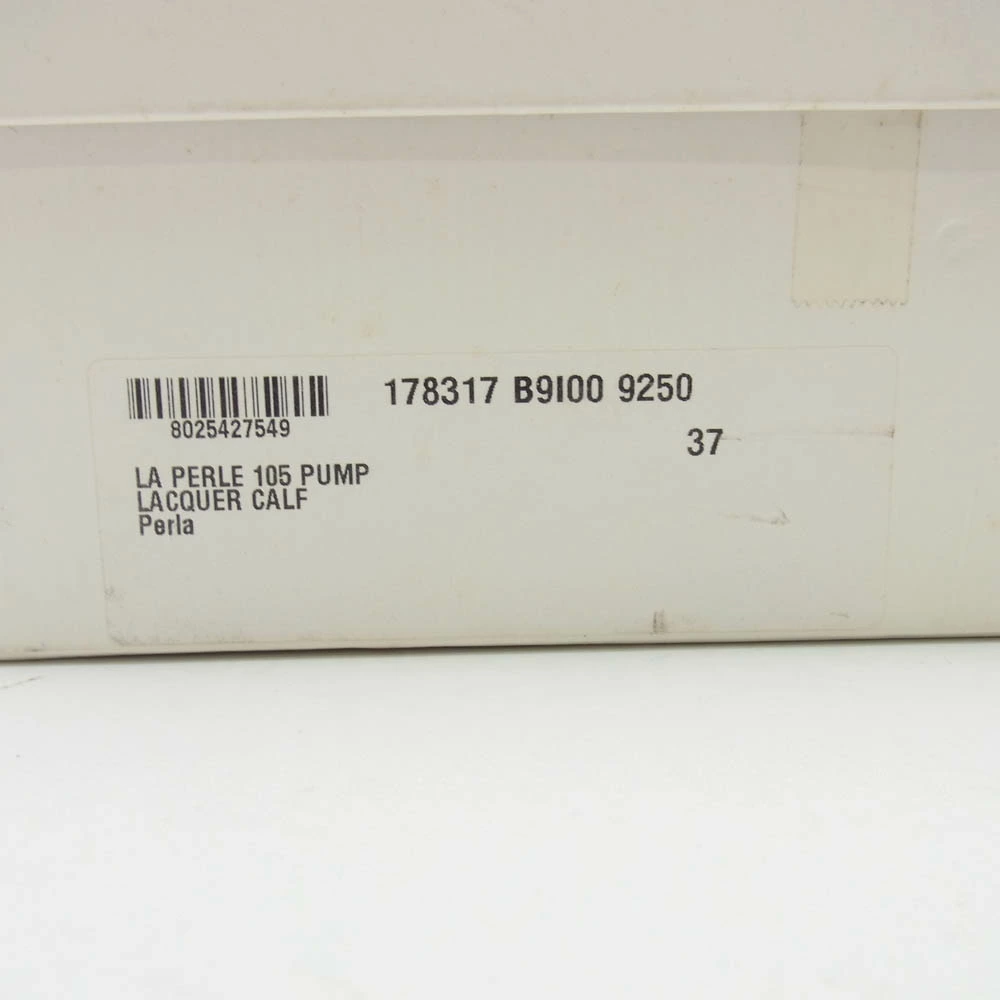 178317 B9I00 9250
8025427549
37
LA PERLE 105 PUMP
LACQUER CALF
Perla